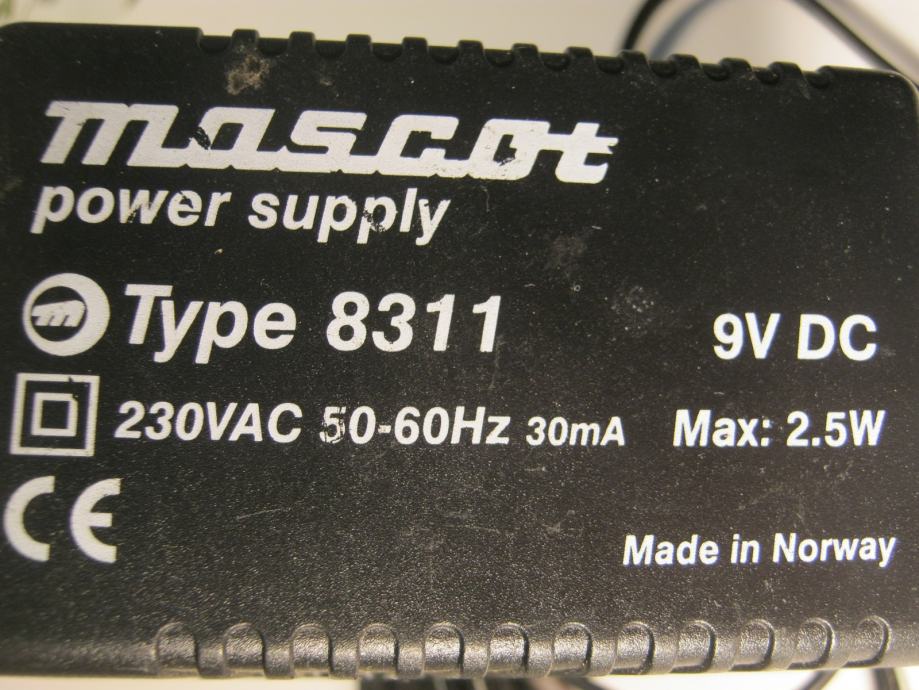 mascot
power supply
m Type 8311
9V DC
230VAC 50-60Hz 30mA
Max: 2.5W
CE
Made in Norway